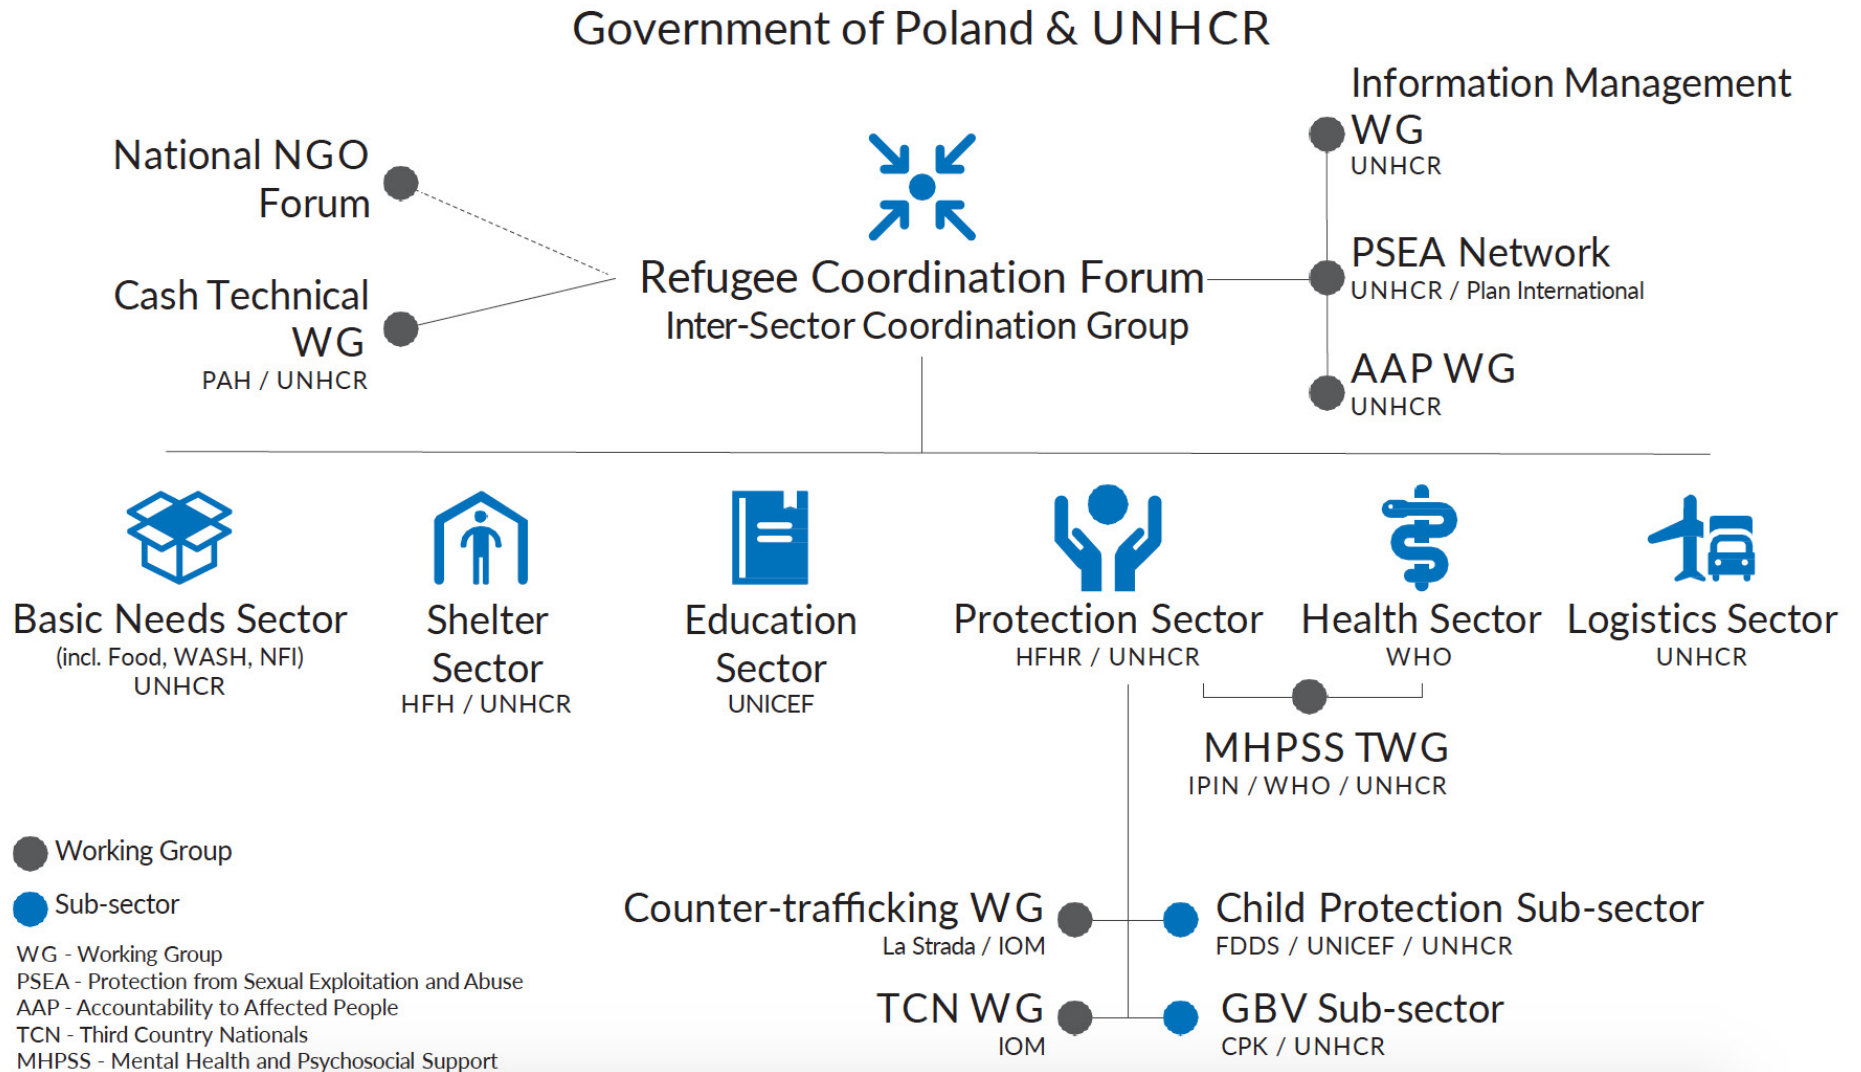 Government of Poland & UNHCR
National NGO
Forum
Cash Technical
WG
PAH / UNHCR
Refugee Coordination Forum
Inter-Sector Coordination Group
Information Management
WG
UNHCR
PSEA Network
UNHCR / Plan International
AAP WG
UNHCR
Basic Needs Sector
(incl. Food, WASH, NFI)
UNHCR
Shelter
Sector
HFH / UNHCR
Education
Sector
UNICEF
Protection Sector
HFHR / UNHCR
Health Sector
WHO
Logistics Sector
UNHCR
MHPSS TWG
IPIN / WHO / UNHCR
Counter-trafficking WG
La Strada / IOM
Child Protection Sub-sector
FDDS / UNICEF / UNHCR
TCN WG
IOM
GBV Sub-sector
CPK / UNHCR
Working Group
Sub-sector
WG - Working Group
PSEA - Protection from Sexual Exploitation and Abuse
AAP - Accountability to Affected People
TCN - Third Country Nationals
MHPSS - Mental Health and Psychosocial Support